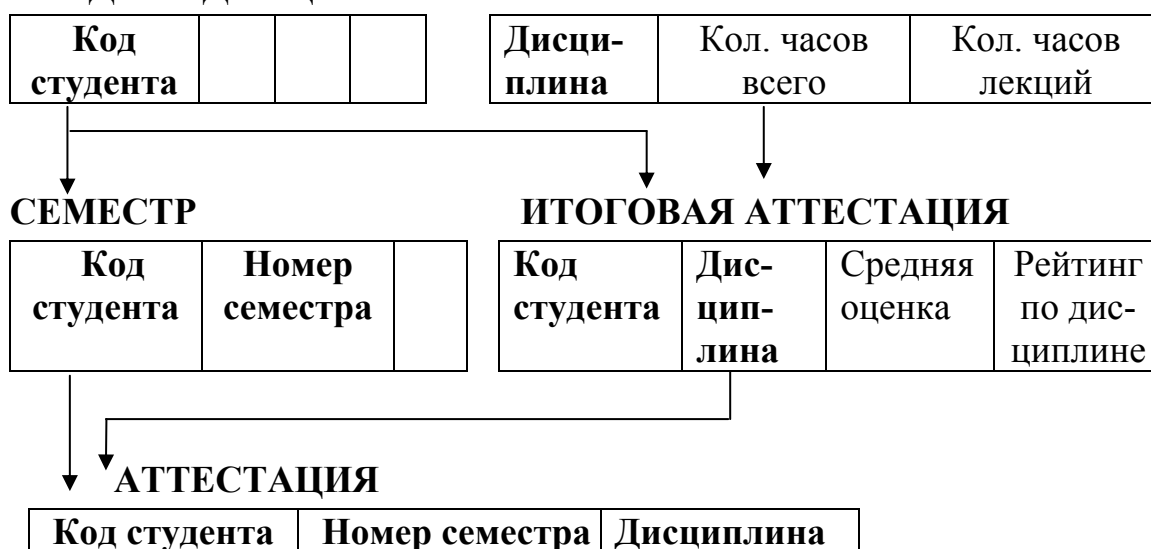 Код
студента
Дисци-
плина
Кол. часов
всего
Кол. часов
лекций
СЕМЕСТР
ИТОГОВАЯ АТТЕСТАЦИЯ
Код
студента
Номер
семестра
Код
студента
Дис-
цип-
лина
Средняя
оценка
Рейтинг
по дис-
циплине
АТТЕСТАЦИЯ
Код студента
Номер семестра
Дисциплина